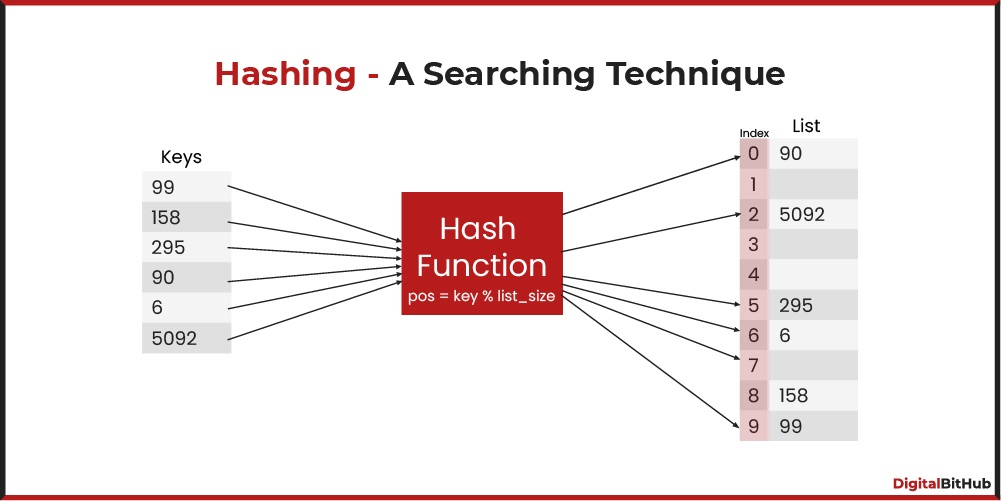 Hashing - A Searching Technique
Keys
99
158
295
90
6
5092
Hash
Function
pos = key % list_size
Index List
0 90
1
2 5092
3
4
5 295
6 6
7
8 158
9 99
DigitalBitHub